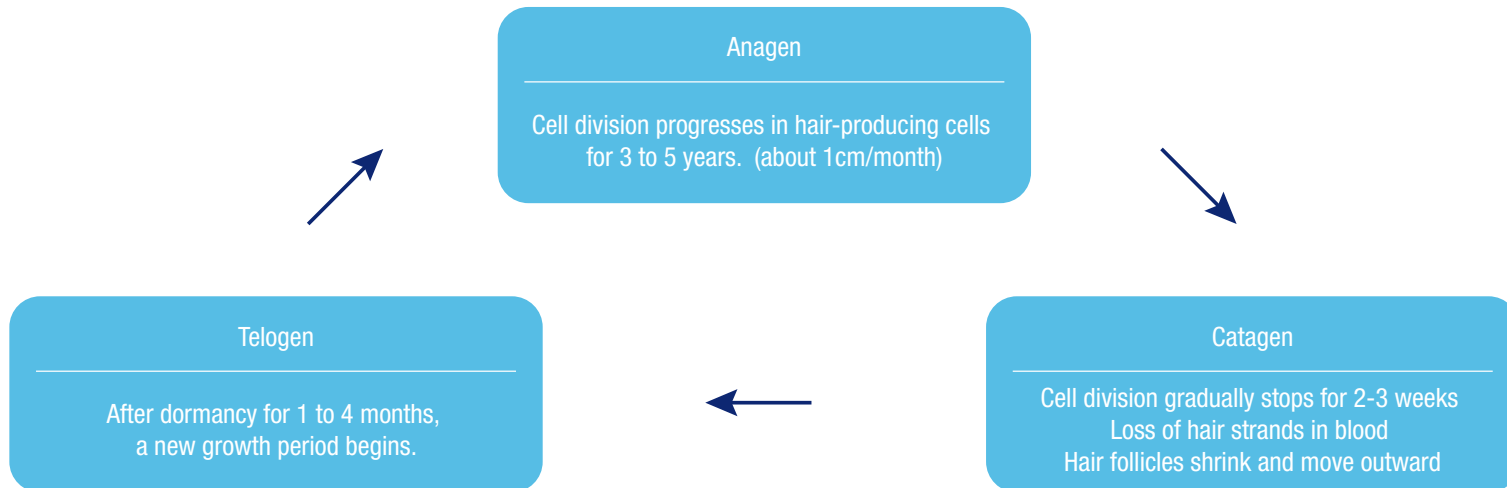 Anagen
Cell division progresses in hair-producing cells
for 3 to 5 years.  (about 1cm/month)
Telogen
After dormancy for 1 to 4 months,
a new growth period begins.
Catagen
Cell division gradually stops for 2-3 weeks
Loss of hair strands in blood
Hair follicles shrink and move outward